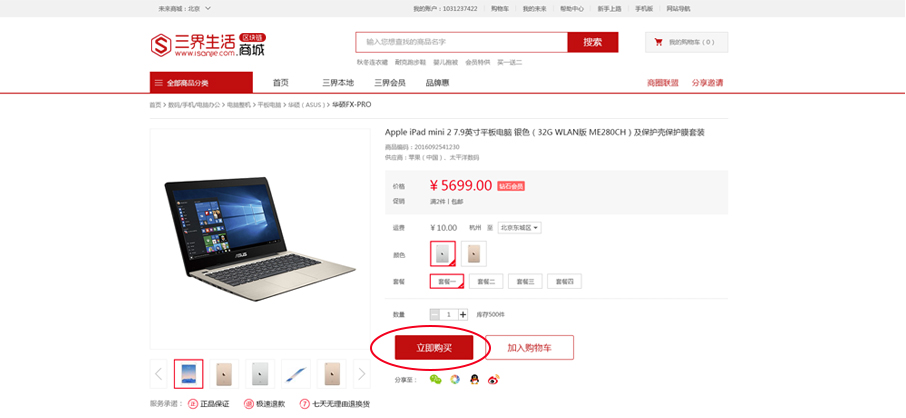 未来商城：北京
我的账户：1031237422 购物车 我的未来 帮助中心 新手上路 手机版 网站导航
三界生活 区块链 商城
www.isanjie.com
输入您想查找的商品名字 搜索
我的购物车（0）
秋冬连衣裙 耐克跑步鞋 婴儿拖被 会员特供 买一送二
全部商品分类 首页 三界本地 三界会员 品牌惠 商圈联盟 分享邀请
首页 > 数码/手机/电脑办公 > 电脑整机 > 平板电脑 > 华硕（ASUS）> 华硕FX-PRO
Apple iPad mini 2 7.9英寸平板电脑 银色（32G WLAN版 ME280CH）及保护壳保护膜套装
商品编码：2016092541230
供应商：苹果（中国）、太平洋数码
价格 ¥ 5699.00 钻石会员
促销 满2件 | 包邮
运费 ¥ 10.00 杭州 至 北京东城区
颜色
套餐 套餐一 套餐二 套餐三 套餐四
数量 - 1 + 库存500件
立即购买 加入购物车
分享至：
服务承诺： 正品保证 极速退款 7 七天无理由退换货
ASUS